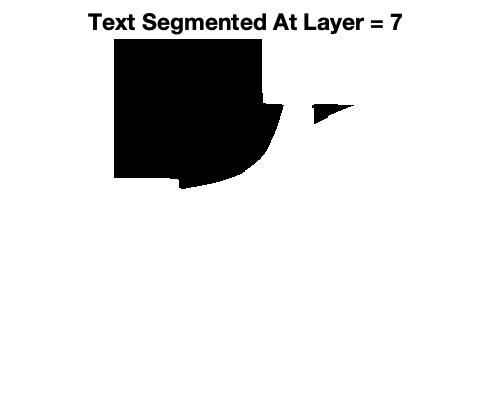 Text Segmented At Layer = 7